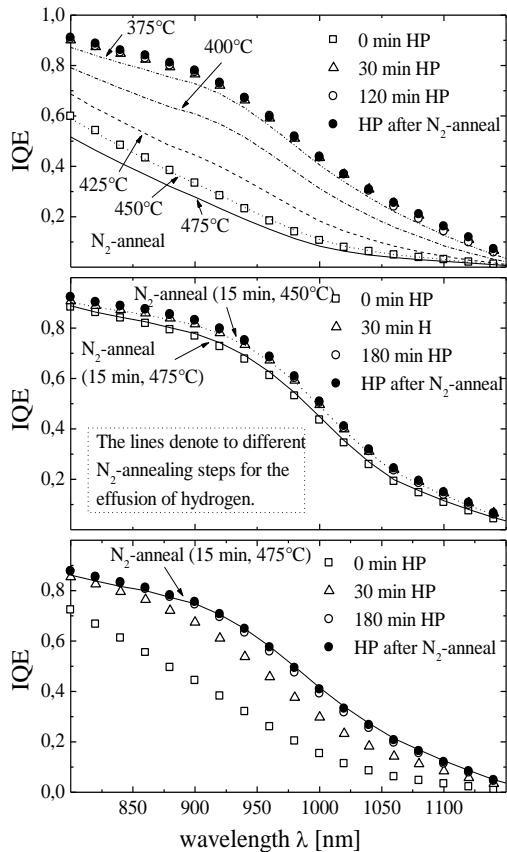 1,0
0,8
0,6
0,4
0,2
IQE
375°C
400°C
425°C
450°C
475°C
N2-anneal
0 min HP
30 min HP
120 min HP
HP after N2-anneal
0,8
0,6
0,4
0,2
IQE
N2-anneal (15 min, 450°C)
N2-anneal
(15 min, 475°C)
0 min HP
30 min H
180 min HP
HP after N2-anneal
The lines denote to different
N2-annealing steps for the
effusion of hydrogen.
0,8
0,6
0,4
0,2
0,0
IQE
N2-anneal (15 min, 475°C)
0 min HP
30 min HP
180 min HP
HP after N2-anneal
850 900 950 1000 1050 1100
wavelength λ [nm]